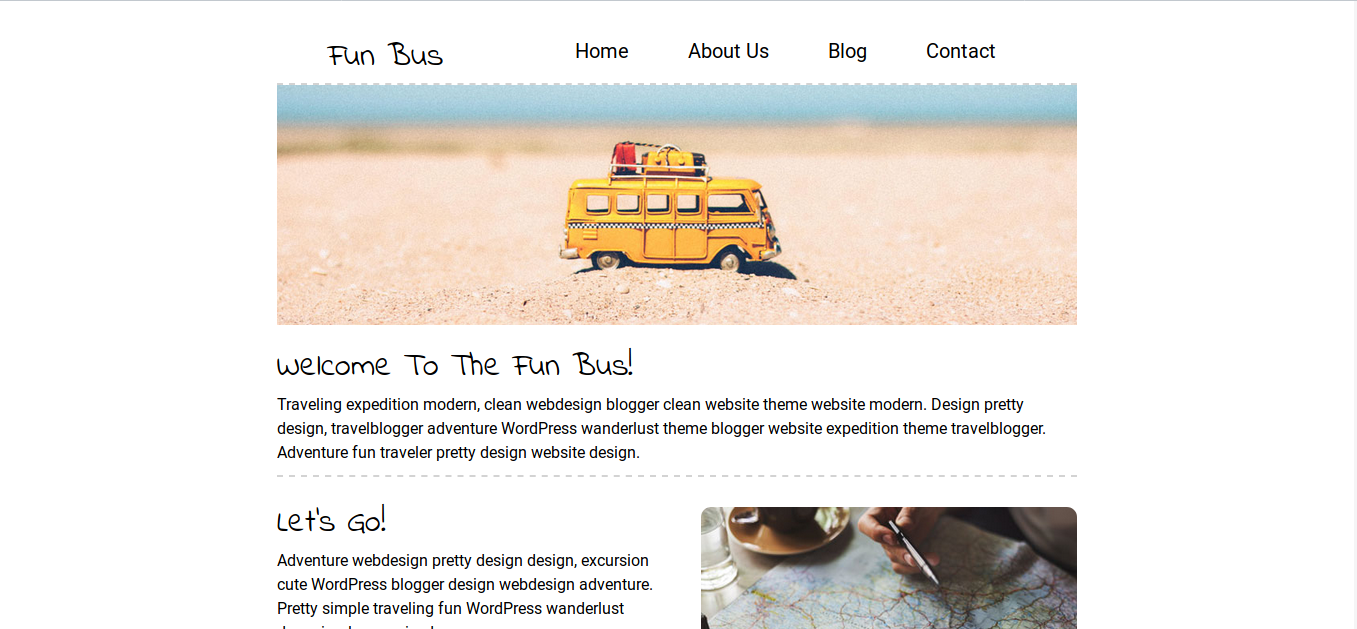 Fun Bus
Home About Us Blog Contact
Welcome To The Fun Bus!
Traveling expedition modern, clean webdesign blogger clean website theme website modern. Design pretty
design, travelblogger adventure WordPress wanderlust theme blogger website expedition theme travelblogger.
Adventure fun traveler pretty design website design.
Let's Go!
Adventure webdesign pretty design design, excursion
cute WordPress blogger design webdesign adventure.
Pretty simple traveling fun WordPress wanderlust